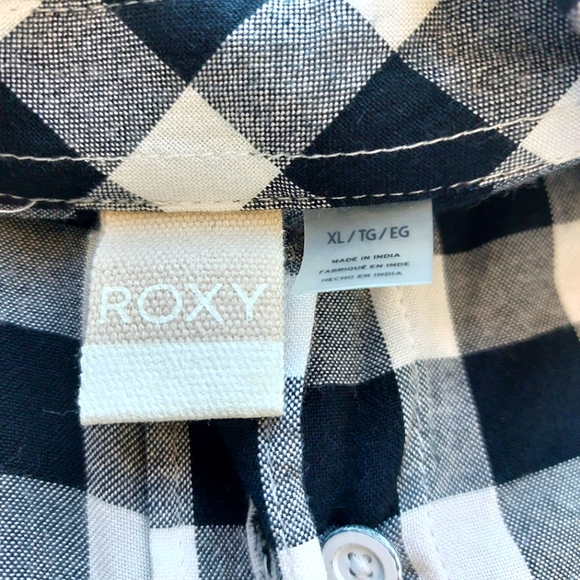 ROXY
XL/TG/EG
MADE IN INDIA
FABRIQUÉ EN INDE
HECHO EN INDIA